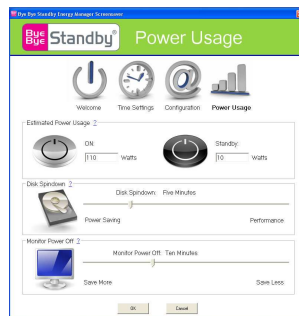 Bye Bye Standby Energy Manager Screensaver
Bye Bye Standby® Power Usage
Welcome Time Settings Configuration Power Usage
Estimated Power Usage ?
ON: Standby:
110 Watts 10 Watts
Disk Spindown ?
Disk Spindown: Five Minutes
Power Saving Performance
Monitor Power Off ?
Monitor Power Off: Ten Minutes
Save More Save Less
OK Cancel